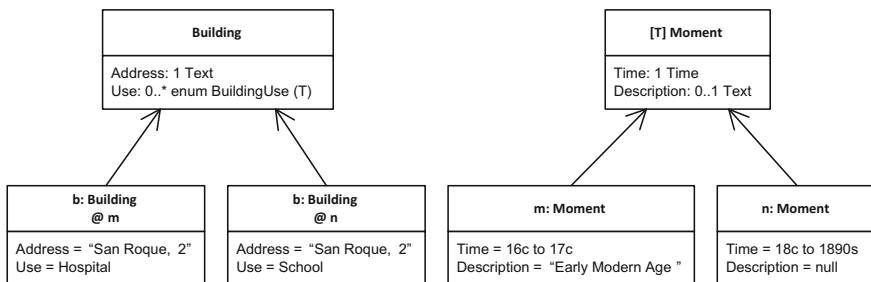 Building
Address: 1 Text
Use: 0..* enum BuildingUse (T)
[T] Moment
Time: 1 Time
Description: 0..1 Text
b: Building
@ m
Address = “San Roque, 2”
Use = Hospital
b: Building
@ n
Address = “San Roque, 2”
Use = School
m: Moment
Time = 16c to 17c
Description = “Early Modern Age ”
n: Moment
Time = 18c to 1890s
Description = null